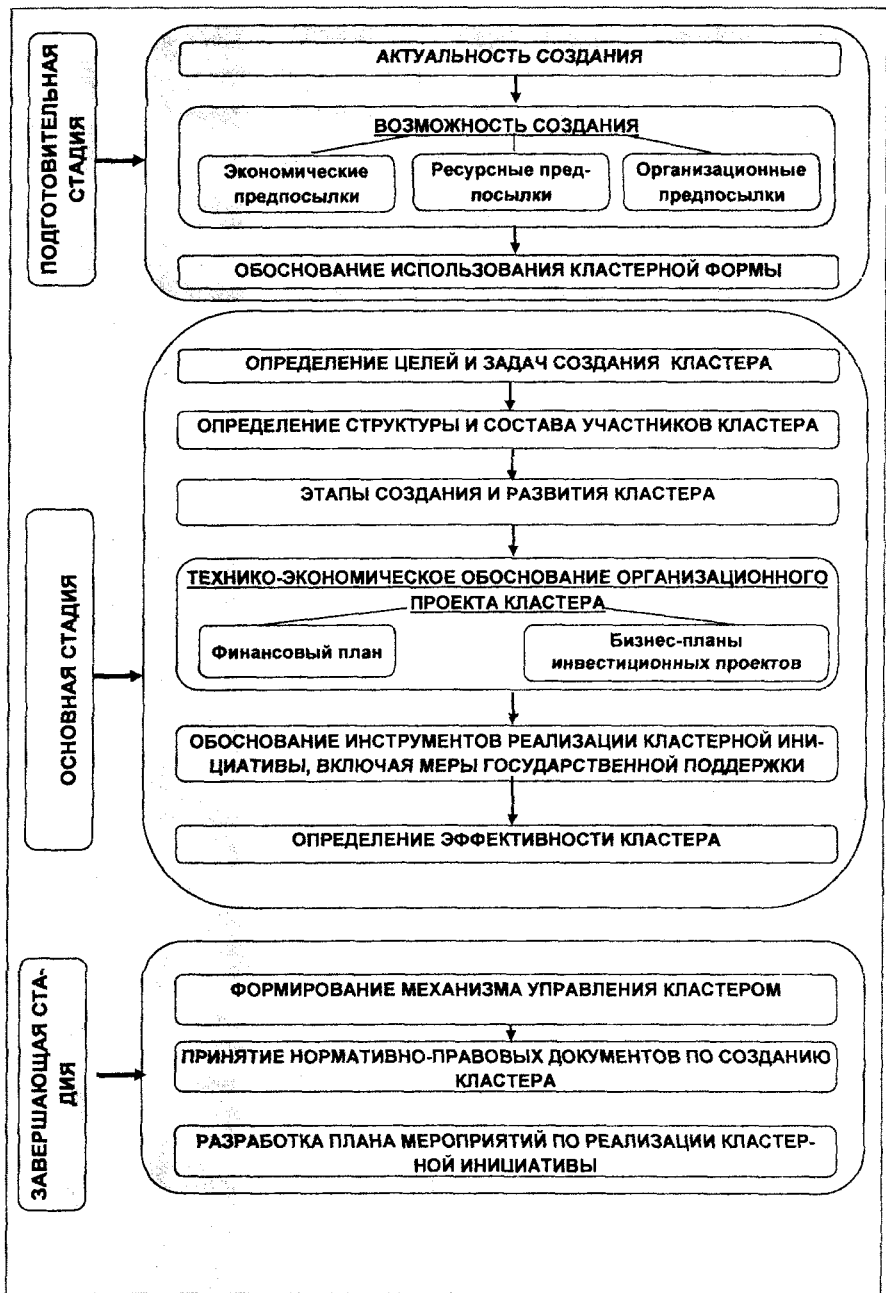 ПОДГОТОВИТЕЛЬНАЯ
СТАДИЯ
АКТУАЛЬНОСТЬ СОЗДАНИЯ
ВОЗМОЖНОСТЬ СОЗДАНИЯ
Экономические
предпосылки
Ресурсные пред-
посылки
Организационные
предпосылки
ОБОСНОВАНИЕ ИСПОЛЬЗОВАНИЯ КЛАСТЕРНОЙ ФОРМЫ
ОСНОВНАЯ СТАДИЯ
ОПРЕДЕЛЕНИЕ ЦЕЛЕЙ И ЗАДАЧ СОЗДАНИЯ КЛАСТЕРА
ОПРЕДЕЛЕНИЕ СТРУКТУРЫ И СОСТАВА УЧАСТНИКОВ КЛАСТЕРА
ЭТАПЫ СОЗДАНИЯ И РАЗВИТИЯ КЛАСТЕРА
ТЕХНИКО-ЭКОНОМИЧЕСКОЕ ОБОСНОВАНИЕ ОРГАНИЗАЦИОННОГО
ПРОЕКТА КЛАСТЕРА
Финансовый план
Бизнес-планы
инвестиционных проектов
ОБОСНОВАНИЕ ИНСТРУМЕНТОВ РЕАЛИЗАЦИИ КЛАСТЕРНОЙ ИНИ-
ЦИАТИВЫ, ВКЛЮЧАЯ МЕРЫ ГОСУДАРСТВЕННОЙ ПОДДЕРЖКИ
ОПРЕДЕЛЕНИЕ ЭФФЕКТИВНОСТИ КЛАСТЕРА
ЗАВЕРШАЮЩАЯ СТА-
ДИЯ
ФОРМИРОВАНИЕ МЕХАНИЗМА УПРАВЛЕНИЯ КЛАСТЕРОМ
ПРИНЯТИЕ НОРМАТИВНО-ПРАВОВЫХ ДОКУМЕНТОВ ПО СОЗДАНИЮ
КЛАСТЕРА
РАЗРАБОТКА ПЛАНА МЕРОПРИЯТИЙ ПО РЕАЛИЗАЦИИ КЛАСТЕР-
НОЙ ИНИЦИАТИВЫ